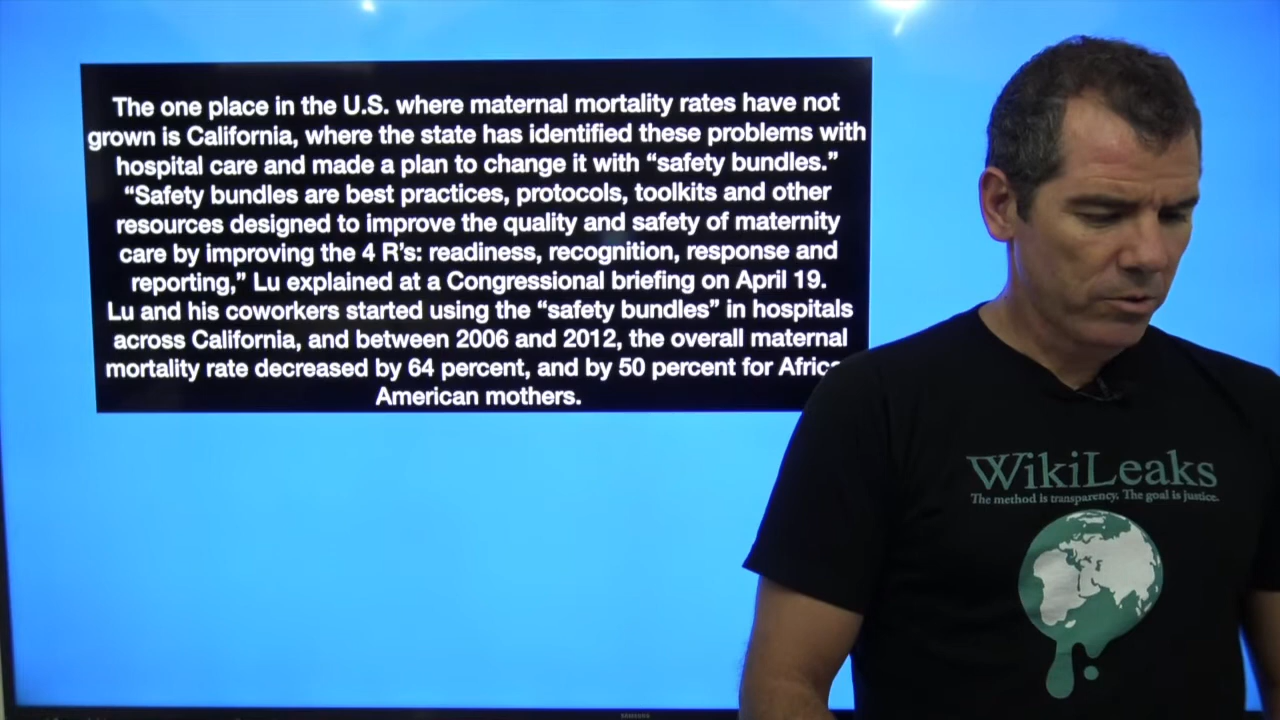 The one place in the U.S. where maternal mortality rates have not
grown is California, where the state has identified these problems with
hospital care and made a plan to change it with “safety bundles.”
“Safety bundles are best practices, protocols, toolkits and other
resources designed to improve the quality and safety of maternity
care by improving the 4 R’s: readiness, recognition, response and
reporting,” Lu explained at a Congressional briefing on April 19.
Lu and his coworkers started using the “safety bundles” in hospitals
across California, and between 2006 and 2012, the overall maternal
mortality rate decreased by 64 percent, and by 50 percent for
American mothers.
WikiLeaks
The method is transparency. The goal is justice.
SAMSUNG